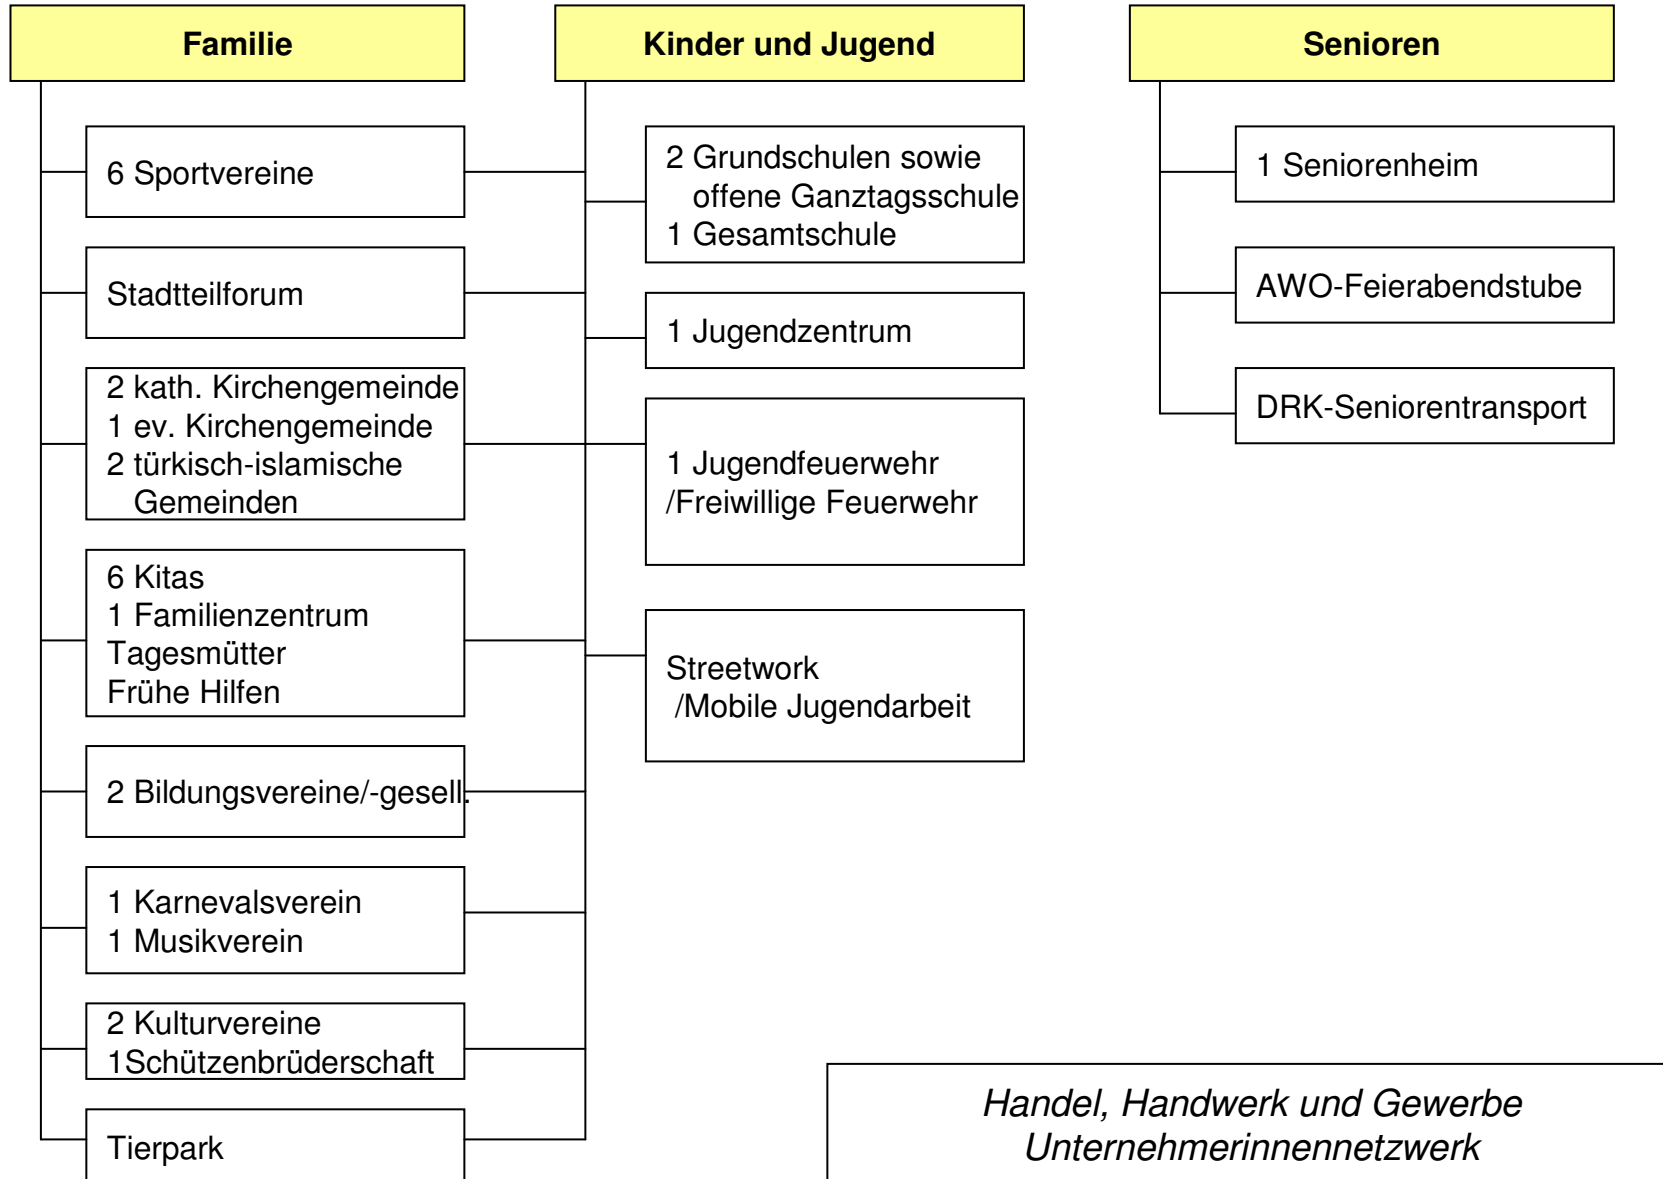 Familie
6 Sportvereine
Stadtteilforum
2 kath. Kirchengemeinde
1 ev. Kirchengemeinde
2 türkisch-islamische
Gemeinden
6 Kitas
1 Familienzentrum
Tagesmütter
Frühe Hilfen
2 Bildungsvereine/-gesell.
1 Karnevalsverein
1 Musikverein
2 Kulturvereine
1Schützenbrüderschaft
Tierpark
Kinder und Jugend
2 Grundschulen sowie
offene Ganztagsschule
1 Gesamtschule
1 Jugendzentrum
1 Jugendfeuerwehr
/Freiwillige Feuerwehr
Streetwork
/Mobile Jugendarbeit
Senioren
1 Seniorenheim
AWO-Feierabendstube
DRK-Seniorentransport
Handel, Handwerk und Gewerbe
Unternehmerinnennetzwerk